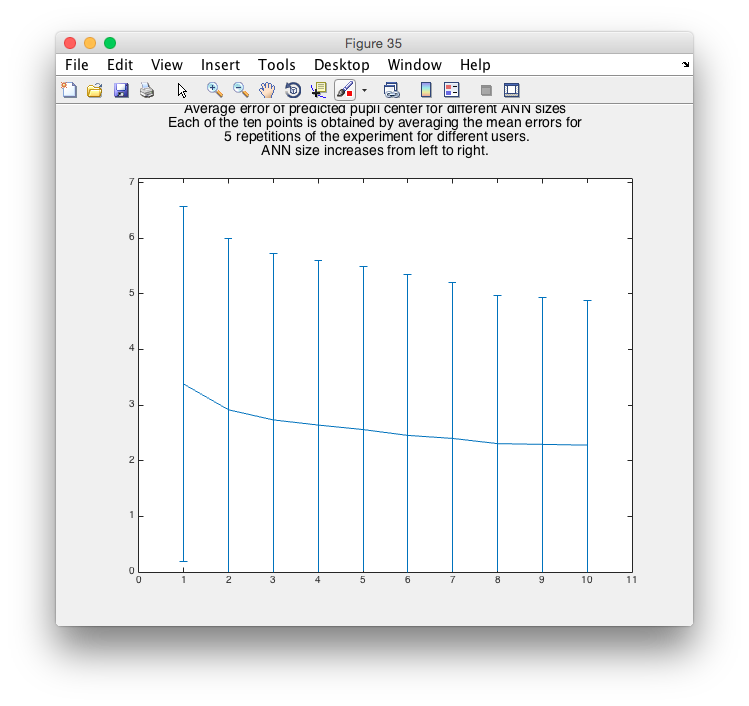 Figure 35
File Edit View Insert Tools Desktop Window Help
Average error of predicted pupil center for different ANN sizes
Each of the ten points is obtained by averaging the mean errors for
5 repetitions of the experiment for different users.
ANN size increases from left to right.
7
6
5
4
3
2
1
0
0 1 2 3 4 5 6 7 8 9 10 11